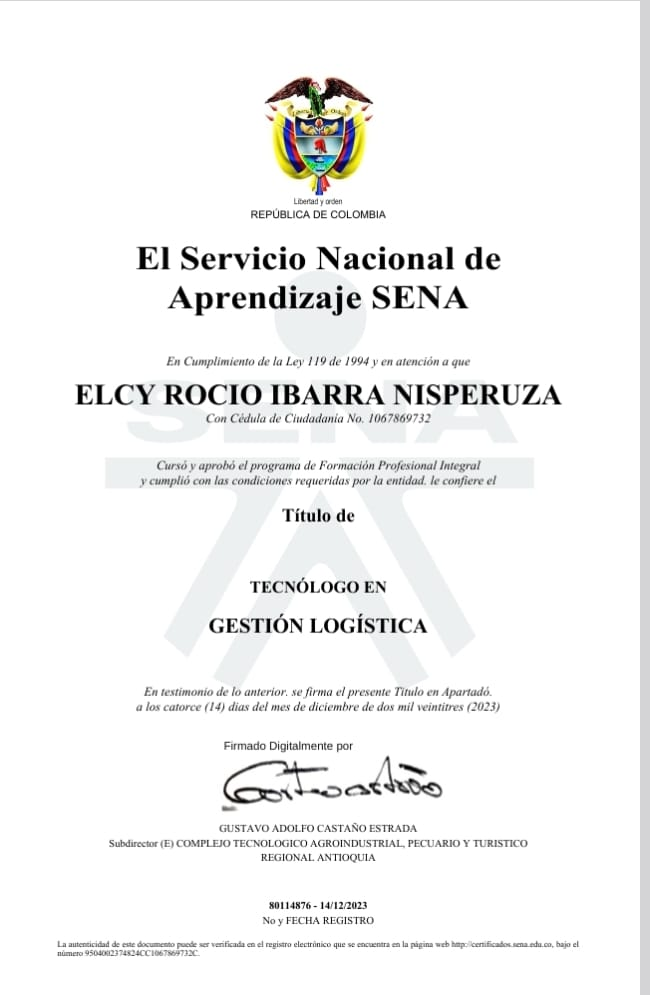 Libertad y Orden
Libertad y orden
REPÚBLICA DE COLOMBIA
El Servicio Nacional de
Aprendizaje SENA
En Cumplimiento de la Ley 119 de 1994 y en atención a que
ELCY ROCIO IBARRA NISPERUZA
Con Cédula de Ciudadanía No. 1067869732
SENA
Cursó y aprobó el programa de Formación Profesional Integral
y cumplió con las condiciones requeridas por la entidad. le confiere el
Título de
TECNÓLOGO EN
GESTIÓN LOGÍSTICA
En testimonio de lo anterior. se firma el presente Título en Apartadó.
a los catorce (14) días del mes de diciembre de dos mil veintitres (2023)
Firmado Digitalmente por
GUSTAVO ADOLFO CASTAÑO ESTRADA
Subdirector (E) COMPLEJO TECNOLOGICO AGROINDUSTRIAL, PECUARIO Y TURISTICO
REGIONAL ANTIOQUIA
80114876 - 14/12/2023
No y FECHA REGISTRO
La autenticidad de este documento puede ser verificada en el registro electrónico que se encuentra en la página web http://certificados.sena.edu.co, bajo el
número 9504002374824CC1067869732C.